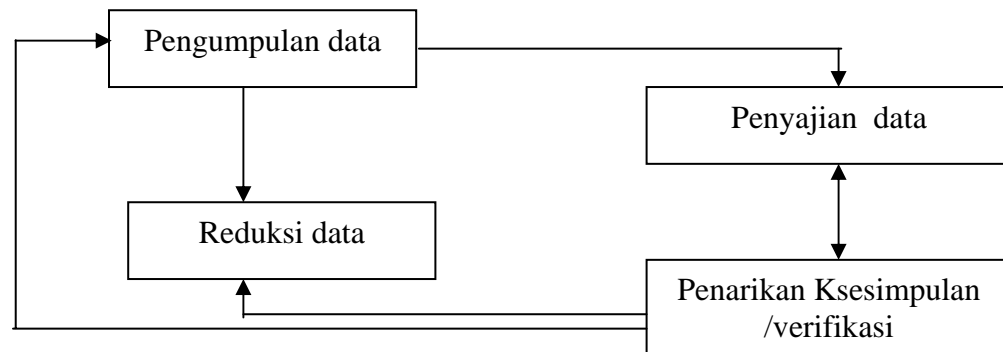 Pengumpulan data
Penyajian data
Reduksi data
Penarikan Ksesimpulan
/verifikasi